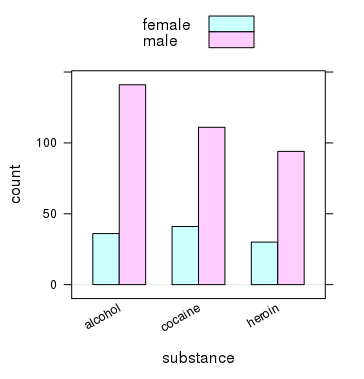 female
male
count
100
50
0
alcohol
cocaine
heroin
substance